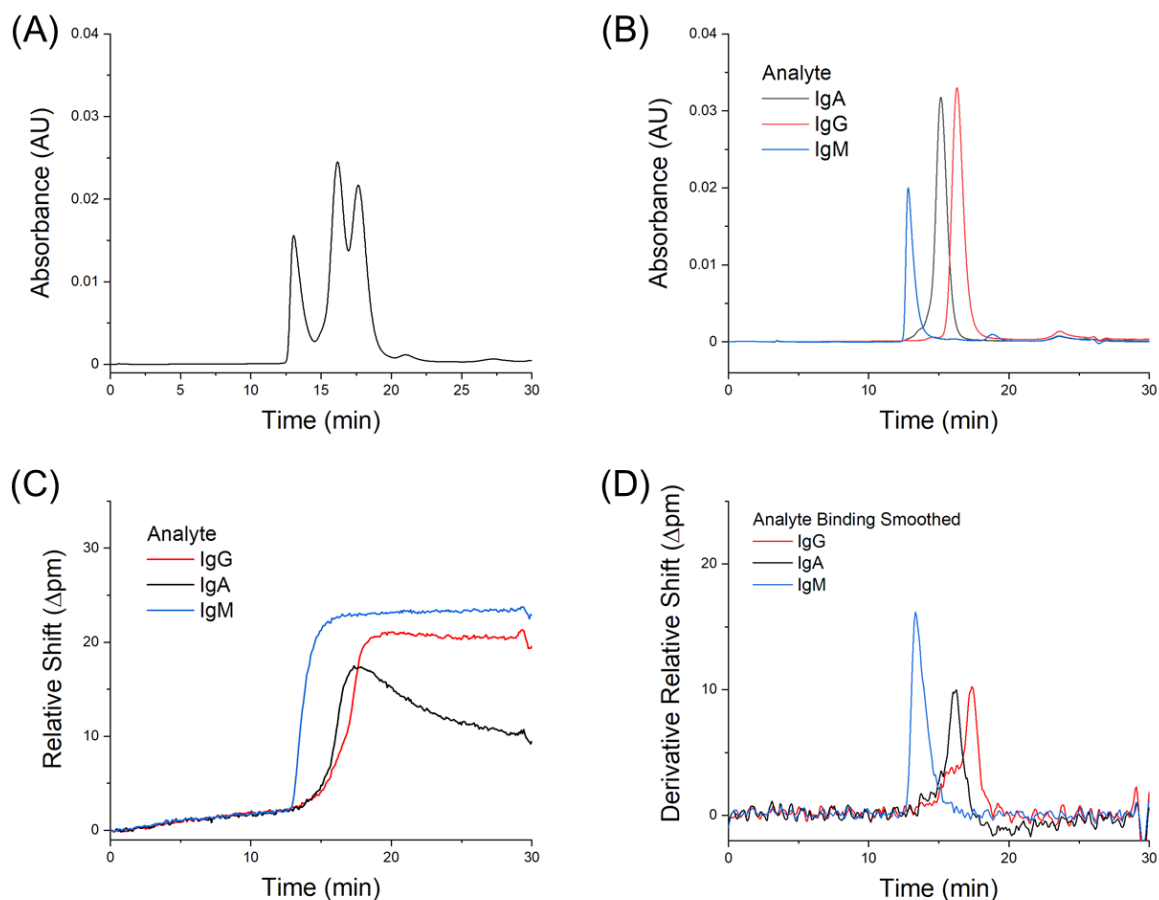 (A)
0.04
0.03
0.02
0.01
0
Absorbance (AU)
0 5 10 15 20 25 30
Time (min)
(B)
0.04
0.03
0.02
0.01
0
Absorbance (AU)
Analyte
IgA
IgG
IgM
0 10 20 30
Time (min)
(C)
30
20
10
0
Relative Shift (Δpm)
Analyte
IgG
IgA
IgM
0 10 20 30
Time (min)
(D)
20
10
0
Derivative Relative Shift (Δpm)
Analyte Binding Smoothed
IgG
IgA
IgM
0 10 20 30
Time (min)